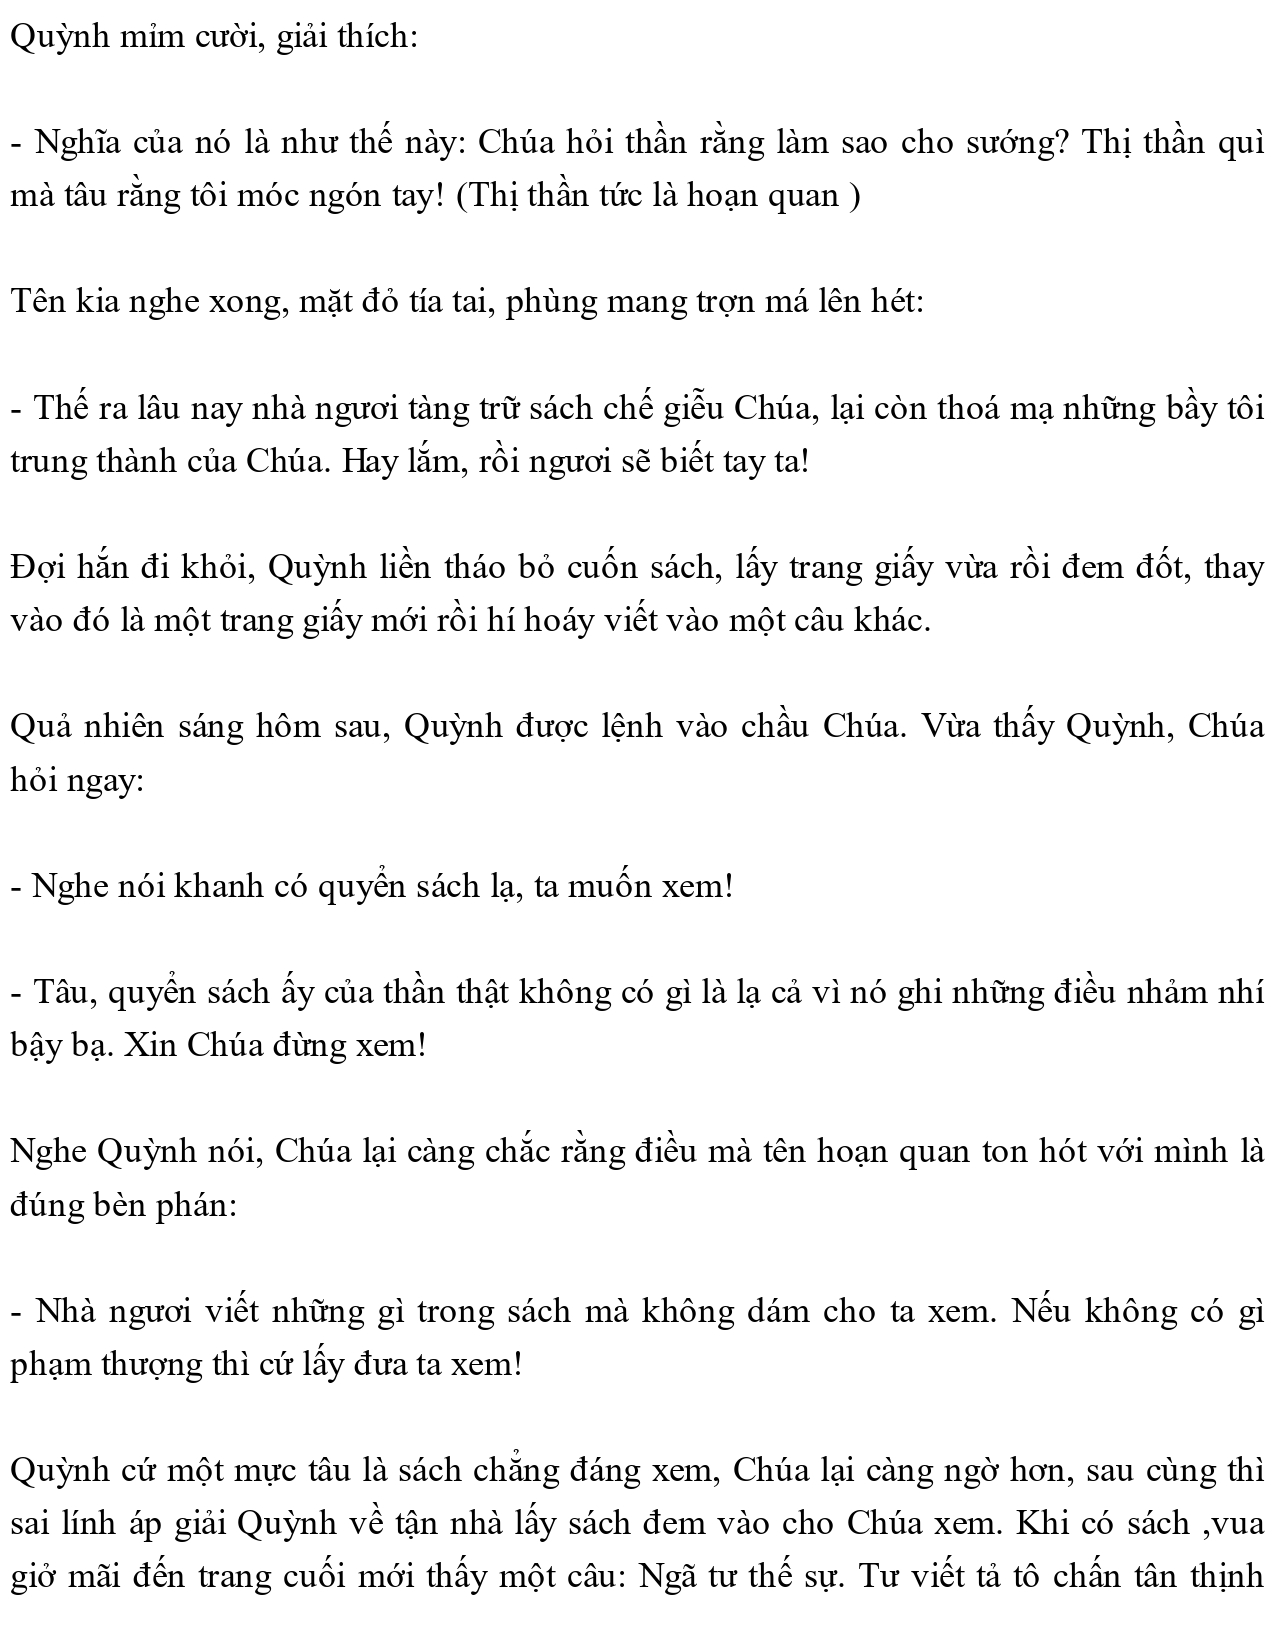 Quỳnh mỉm cười, giải thích:
- Nghĩa của nó là như thế này: Chúa hỏi thần rằng làm sao cho sướng? Thị thần quì
mà tâu rằng tôi móc ngón tay! (Thị thần tức là hoạn quan )
Tên kia nghe xong, mặt đỏ tía tai, phùng mang trợn má lên hét:
- Thế ra lâu nay nhà ngươi tàng trữ sách chế giễu Chúa, lại còn thoá mạ những bầy tôi
trung thành của Chúa. Hay lắm, rồi ngươi sẽ biết tay ta!
Đợi hắn đi khỏi, Quỳnh liền tháo bỏ cuốn sách, lấy trang giấy vừa rồi đem đốt, thay
vào đó là một trang giấy mới rồi hí hoáy viết vào một câu khác.
Quả nhiên sáng hôm sau, Quỳnh được lệnh vào chầu Chúa. Vừa thấy Quỳnh, Chúa
hỏi ngay:
- Nghe nói khanh có quyển sách lạ, ta muốn xem!
- Tâu, quyển sách ấy của thần thật không có gì là lạ cả vì nó ghi những điều nhảm nhí
bậy bạ. Xin Chúa đừng xem!
Nghe Quỳnh nói, Chúa lại càng chắc rằng điều mà tên hoạn quan ton hót với mình là
đúng bèn phán:
- Nhà ngươi viết những gì trong sách mà không dám cho ta xem. Nếu không có gì
phạm thượng thì cứ lấy đưa ta xem!
Quỳnh cứ một mực tâu là sách chẳng đáng xem, Chúa lại càng ngờ hơn, sau cùng thì
sai lính áp giải Quỳnh về tận nhà lấy sách đem vào cho Chúa xem. Khi có sách ,vua
giở mãi đến trang cuối mới thấy một câu: Ngã tư thế sự. Tư viết tả tô chấn tân thịnh